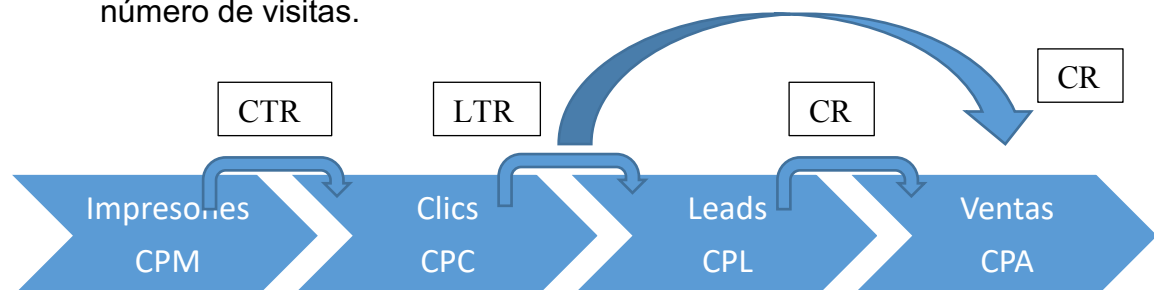 número de visitas.
CR
CTR
LTR
CR
Impresones
Clics
Leads
Ventas
CPM
CPC
CPL
CPA